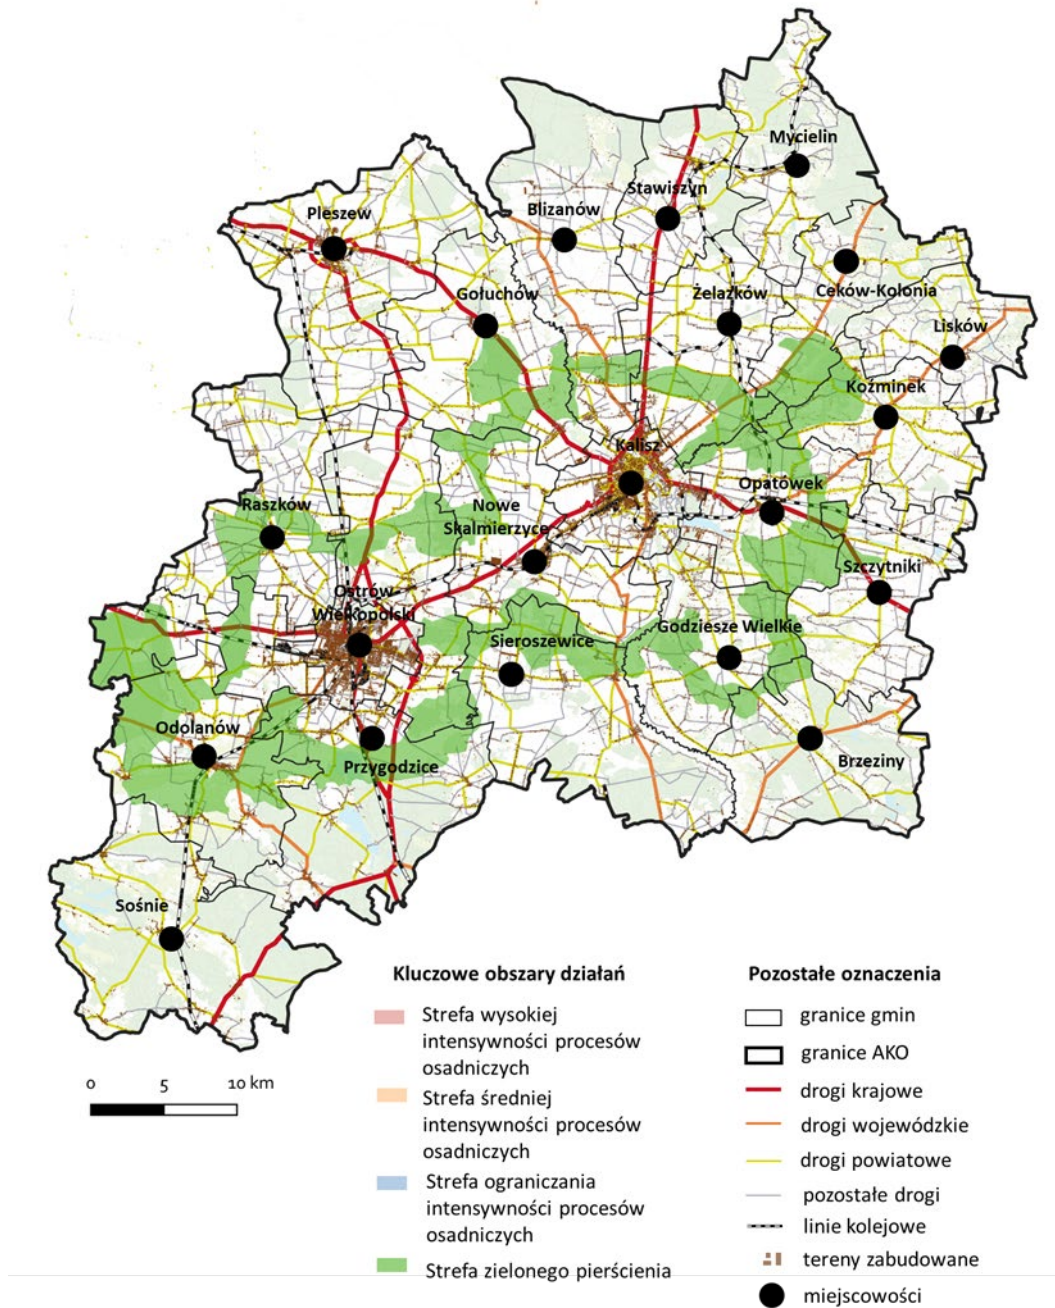 Mycielin
Stawiszyn
Blizanów
Pleszew
Gołuchów
Żelazków
Ceków-Kolonia
Lisków
Koźminek
Kalisz
Opatówek
Raszków
Nowe
Skalmierzyce
Szczytniki
Ostrów
Wielkopolski
Sieroszewice
Godziesze Wielkie
Odolanów
Przygodzice
Brzeziny
Sośnie
0 5 10 km
Kluczowe obszary działań
Strefa wysokiej
intensywności procesów
osadniczych
Strefa średniej
intensywności procesów
osadniczych
Strefa ograniczania
intensywności procesów
osadniczych
Strefa zielonego pierścienia
Pozostałe oznaczenia
granice gmin
granice AKO
drogi krajowe
drogi wojewódzkie
drogi powiatowe
pozostałe drogi
linie kolejowe
tereny zabudowane
miejscowości